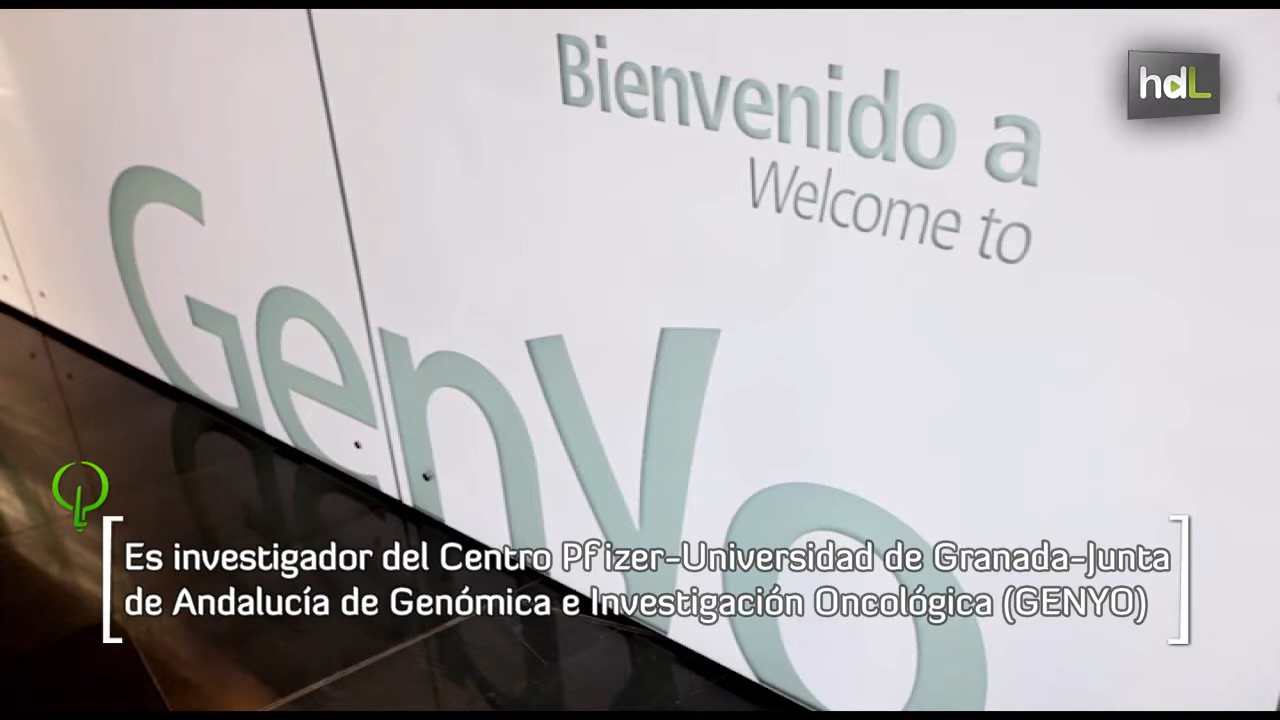 Bienvenido a
Welcome to
GenYo
hdL
Es investigador del Centro Pfizer-Universidad de Granada-Junta
de Andalucía de Genómica e Investigación Oncológica (GENYO)